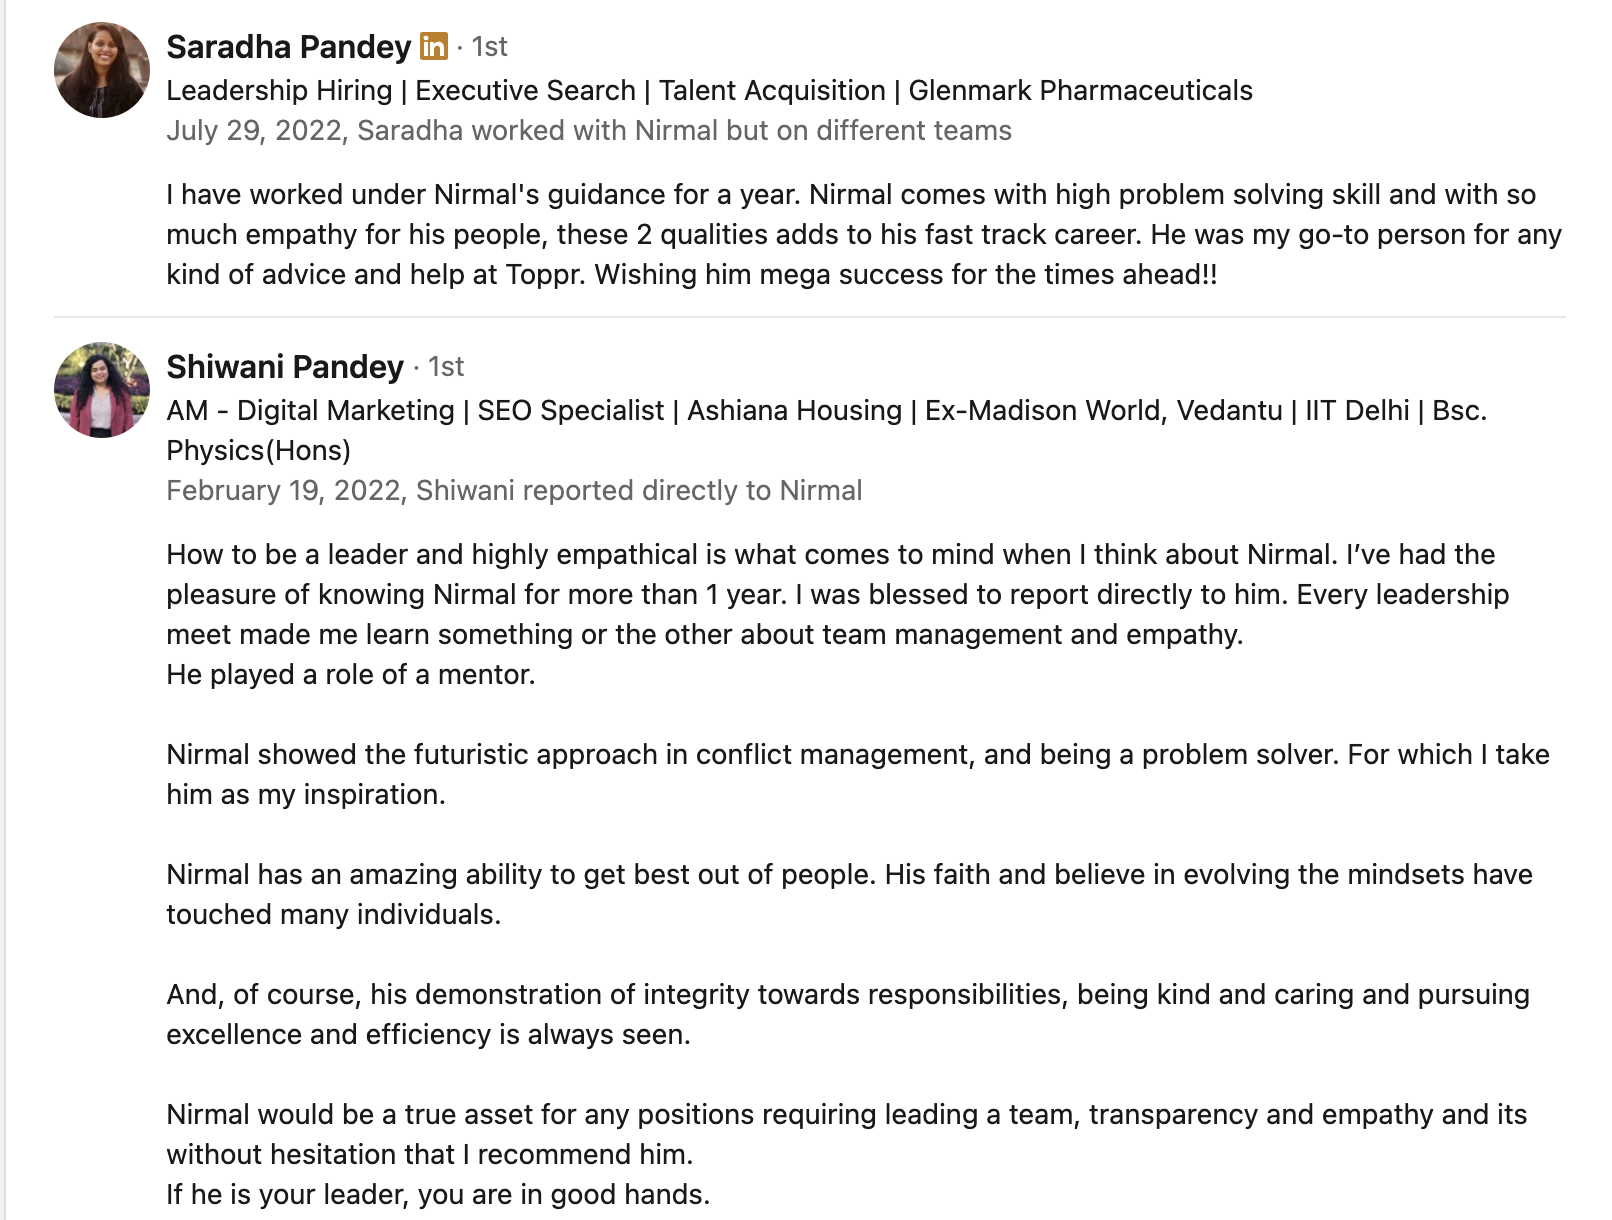 Saradha Pandey in · 1st
Leadership Hiring | Executive Search | Talent Acquisition | Glenmark Pharmaceuticals
July 29, 2022, Saradha worked with Nirmal but on different teams
I have worked under Nirmal's guidance for a year. Nirmal comes with high problem solving skill and with so
much empathy for his people, these 2 qualities adds to his fast track career. He was my go-to person for any
kind of advice and help at Toppr. Wishing him mega success for the times ahead!!
Shiwani Pandey · 1st
AM - Digital Marketing | SEO Specialist | Ashiana Housing | Ex-Madison World, Vedantu | IIT Delhi | Bsc.
Physics(Hons)
February 19, 2022, Shiwani reported directly to Nirmal
How to be a leader and highly empathical is what comes to mind when I think about Nirmal. I’ve had the
pleasure of knowing Nirmal for more than 1 year. I was blessed to report directly to him. Every leadership
meet made me learn something or the other about team management and empathy.
He played a role of a mentor.
Nirmal showed the futuristic approach in conflict management, and being a problem solver. For which I take
him as my inspiration.
Nirmal has an amazing ability to get best out of people. His faith and believe in evolving the mindsets have
touched many individuals.
And, of course, his demonstration of integrity towards responsibilities, being kind and caring and pursuing
excellence and efficiency is always seen.
Nirmal would be a true asset for any positions requiring leading a team, transparency and empathy and its
without hesitation that I recommend him.
If he is your leader, you are in good hands.